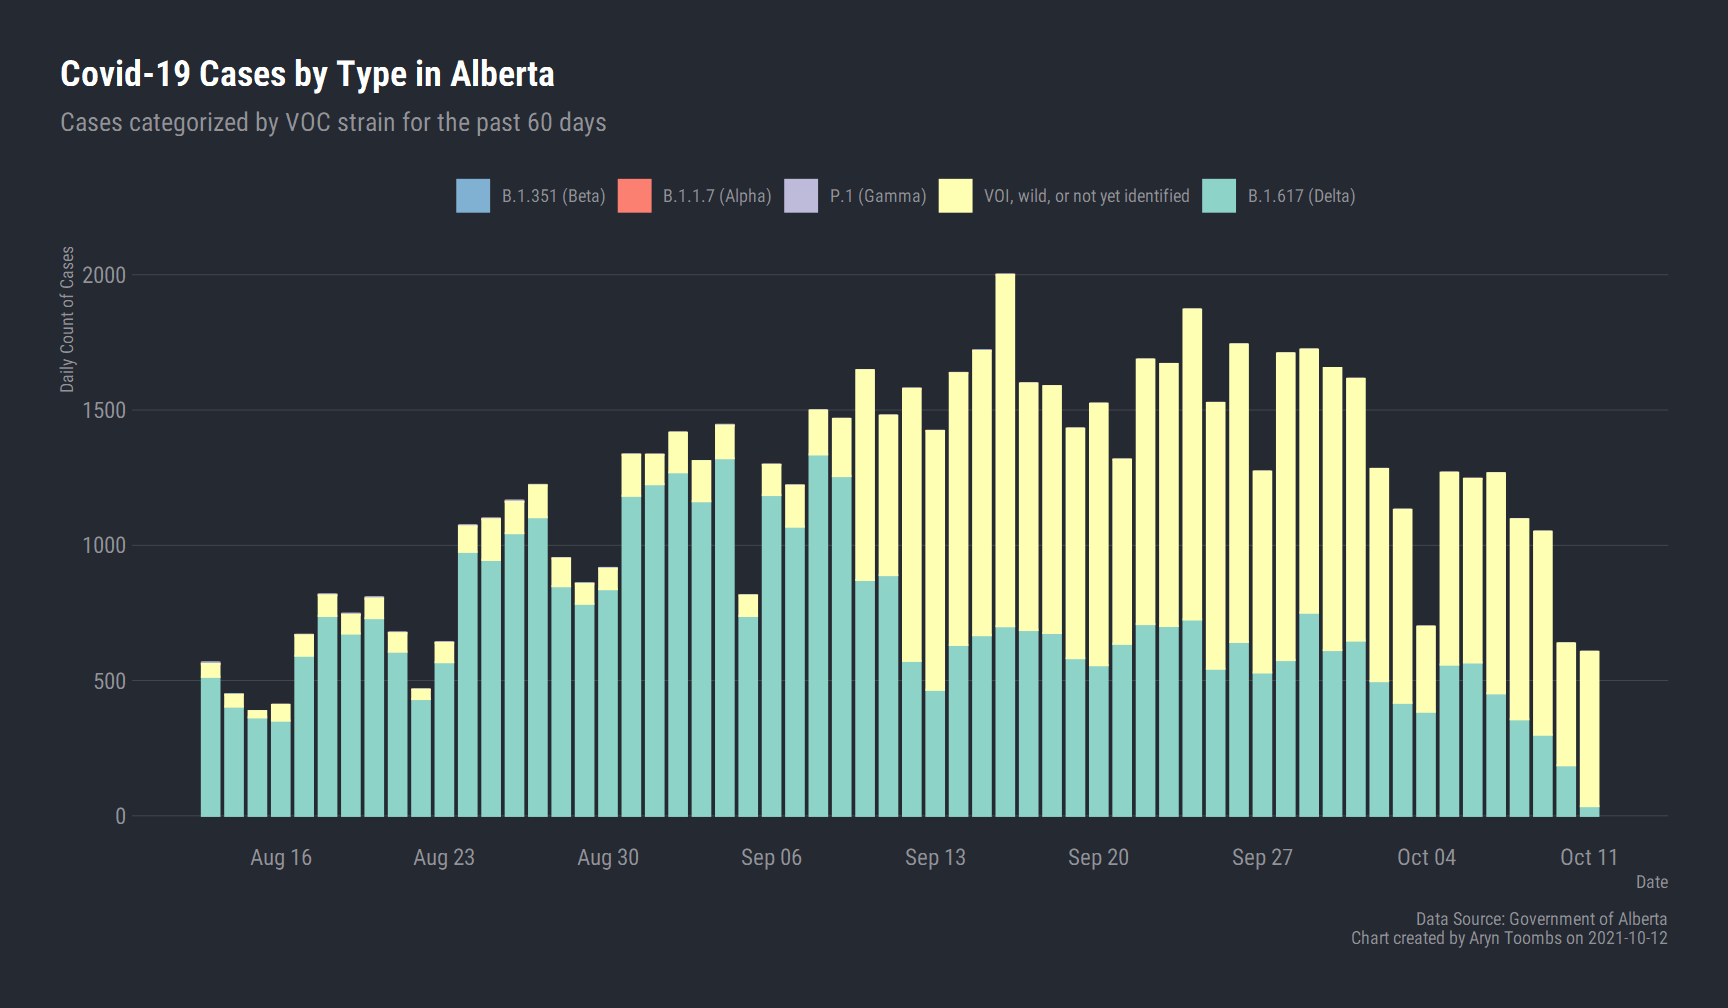 Covid-19 Cases by Type in Alberta
Cases categorized by VOC strain for the past 60 days
B.1.351 (Beta) B.1.1.7 (Alpha) P.1 (Gamma) VOI, wild, or not yet identified B.1.617 (Delta)
Daily Count of Cases
2000
1500
1000
500
0
Aug 16 Aug 23 Aug 30 Sep 06 Sep 13 Sep 20 Sep 27 Oct 04 Oct 11
Date
Data Source: Government of Alberta
Chart created by Aryn Toombs on 2021-10-12